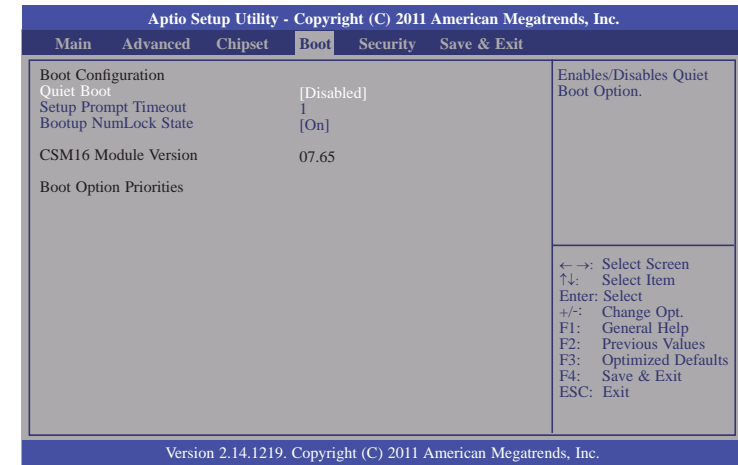 Aptio Setup Utility - Copyright (C) 2011 American Megatrends, Inc.
Main Advanced Chipset Boot Security Save & Exit
Boot Configuration
Quiet Boot [Disabled]
Setup Prompt Timeout 1
Bootup NumLock State [On]
CSM16 Module Version 07.65
Boot Option Priorities
Enables/Disables Quiet
Boot Option.
←→: Select Screen
↑↓: Select Item
Enter: Select
+/-: Change Opt.
F1: General Help
F2: Previous Values
F3: Optimized Defaults
F4: Save & Exit
ESC: Exit
Version 2.14.1219. Copyright (C) 2011 American Megatrends, Inc.